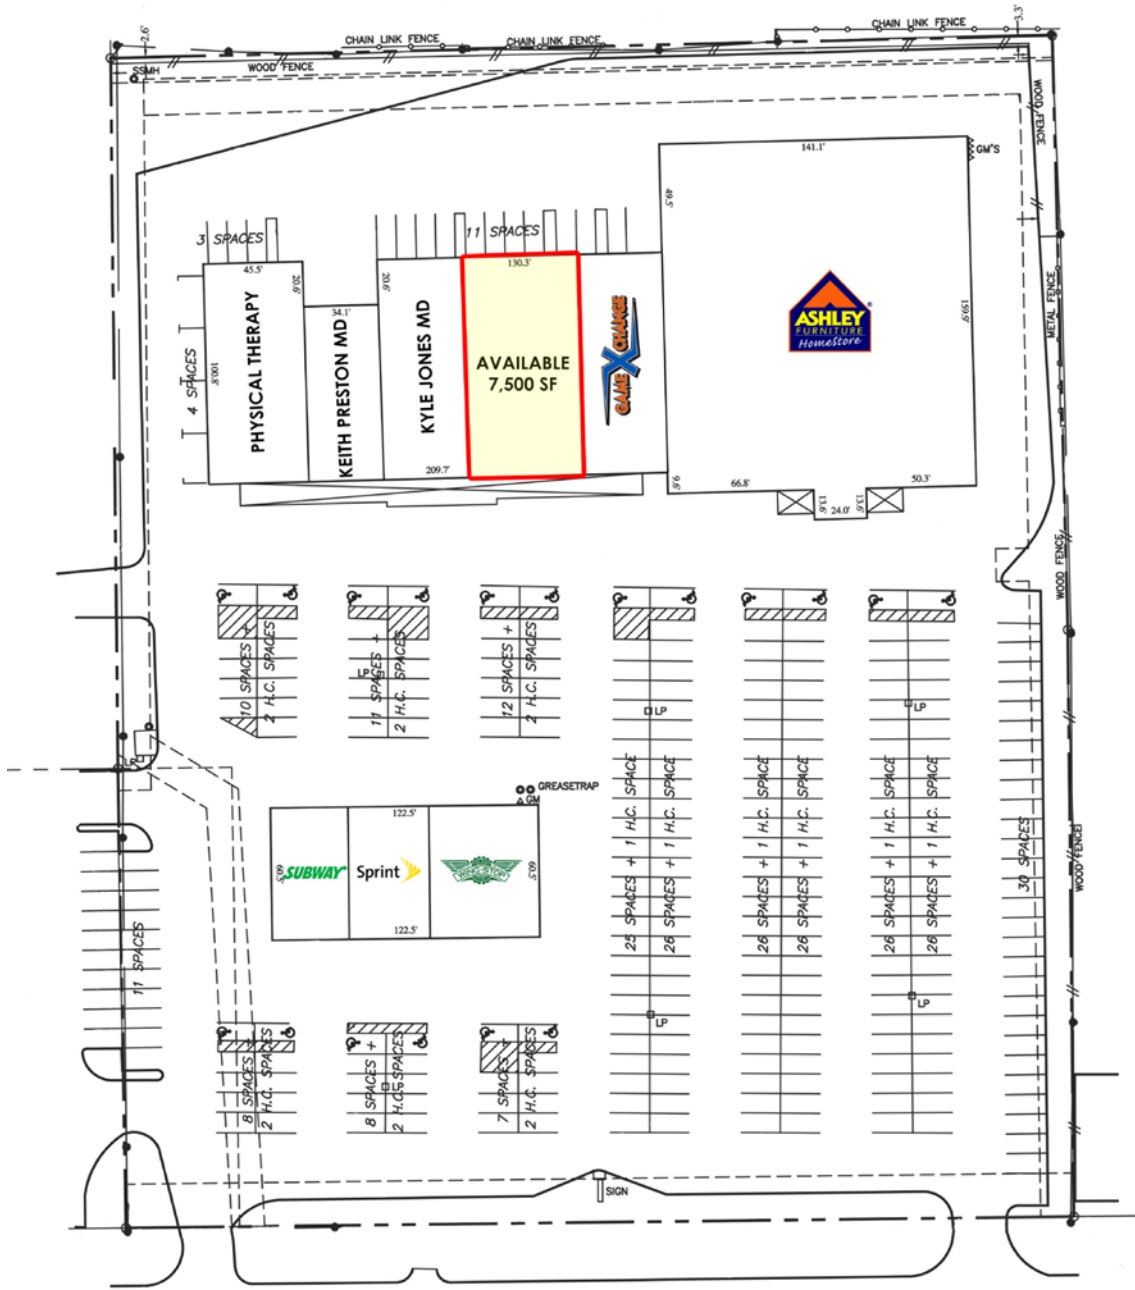 CHAIN LINK FENCE
3.3'
2.6'
CHAIN LINK FENCE
CHAIN LINK FENCE
WOOD FENCE
SSMH
WOOD FENCE
141.1'
GM'S
49.5'
3 SPACES
11 SPACES
45.5'
20.6'
20.6'
130.3'
METAL FENCE
159.9'
34.1'
4 SPACES
100.8'
PHYSICAL THERAPY
KEITH PRESTON MD
KYLE JONES MD
AVAILABLE
7,500 SF
GAME X CHANGE
ASHLEY
FURNITURE
HomeStore
209.7'
9.6'
66.8'
50.3'
13.6'
24.0'
13.6'
WOOD FENCE
10 SPACES +
2 H.C. SPACES
11 SPACES +
2 H.C. SPACES
LP
12 SPACES +
2 H.C. SPACES
LP
LP
LP
GREASETRAP
GM
25 SPACES + 1 H.C. SPACE
26 SPACES + 1 H.C. SPACE
26 SPACES + 1 H.C. SPACE
26 SPACES + 1 H.C. SPACE
26 SPACES + 1 H.C. SPACE
26 SPACES + 1 H.C. SPACE
30 SPACES
WOOD FENCE
122.5'
60.5'
SUBWAY
Sprint
WING-STOP
60.5'
122.5'
11 SPACES
LP
LP
8 SPACES +
2 H.C. SPACES
8 SPACES +
2 H.C. SPACES
7 SPACES +
2 H.C. SPACES
SIGN